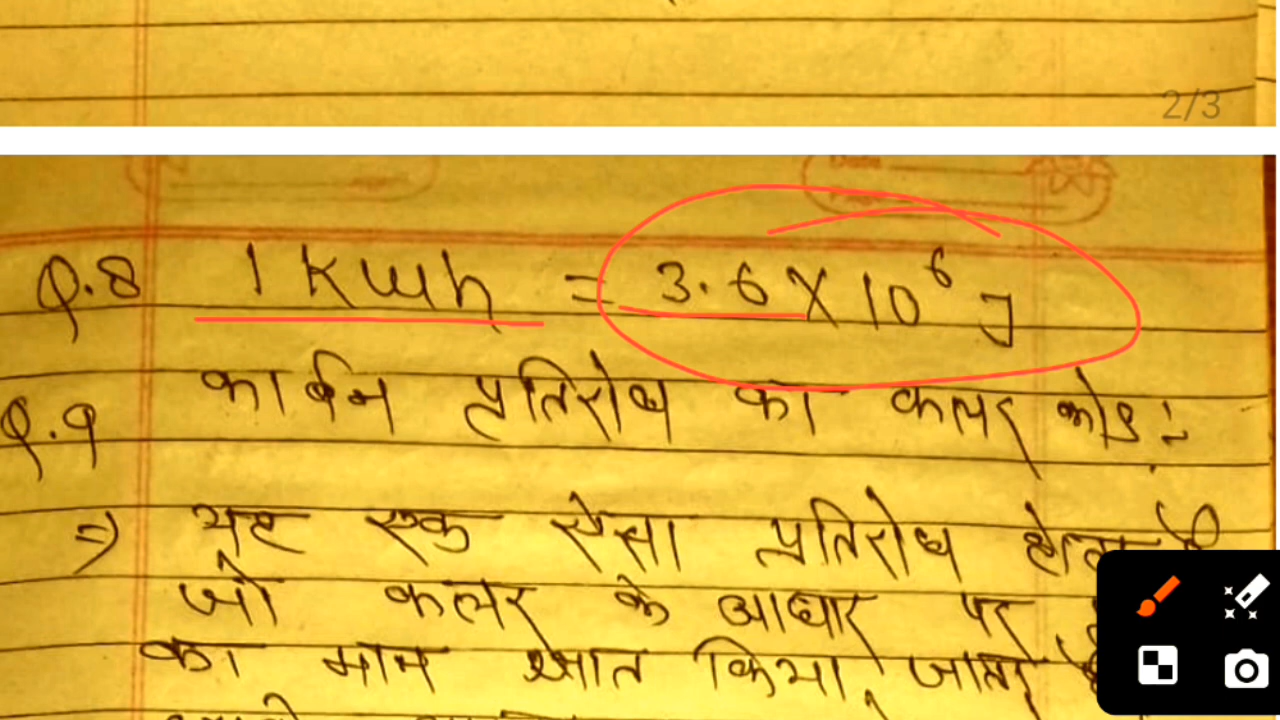 2/3
Date
Q.8 1 kwh = 3.6 X 10⁶ J
Q.9 कार्बन प्रतिरोध का कलर कोड :-
⇒ यह एक ऐसा प्रतिरोध होता है
जो कलर के आधार पर
का मान ज्ञात किया जाता